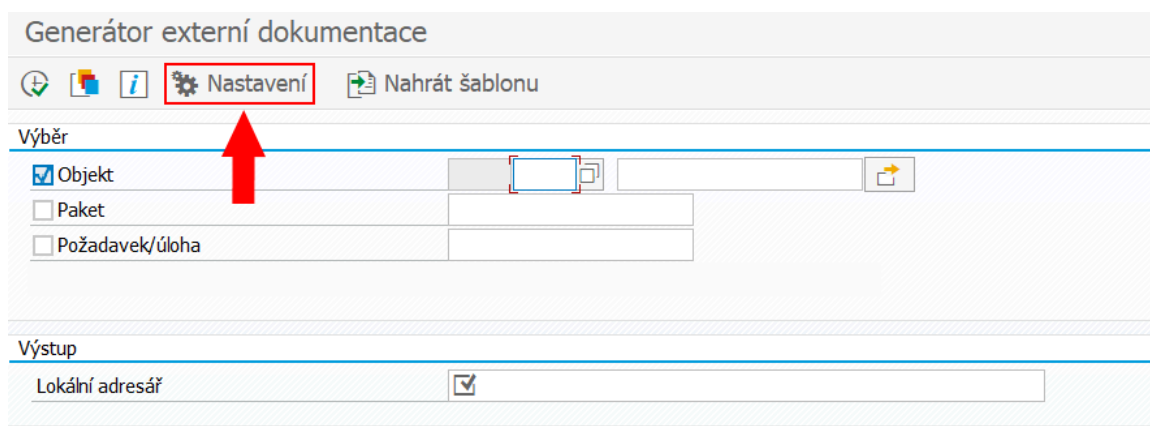 Generátor externí dokumentace
i Nastavení Nahrát šablonu
Výběr
Objekt
Paket
Požadavek/úloha
Výstup
Lokální adresář